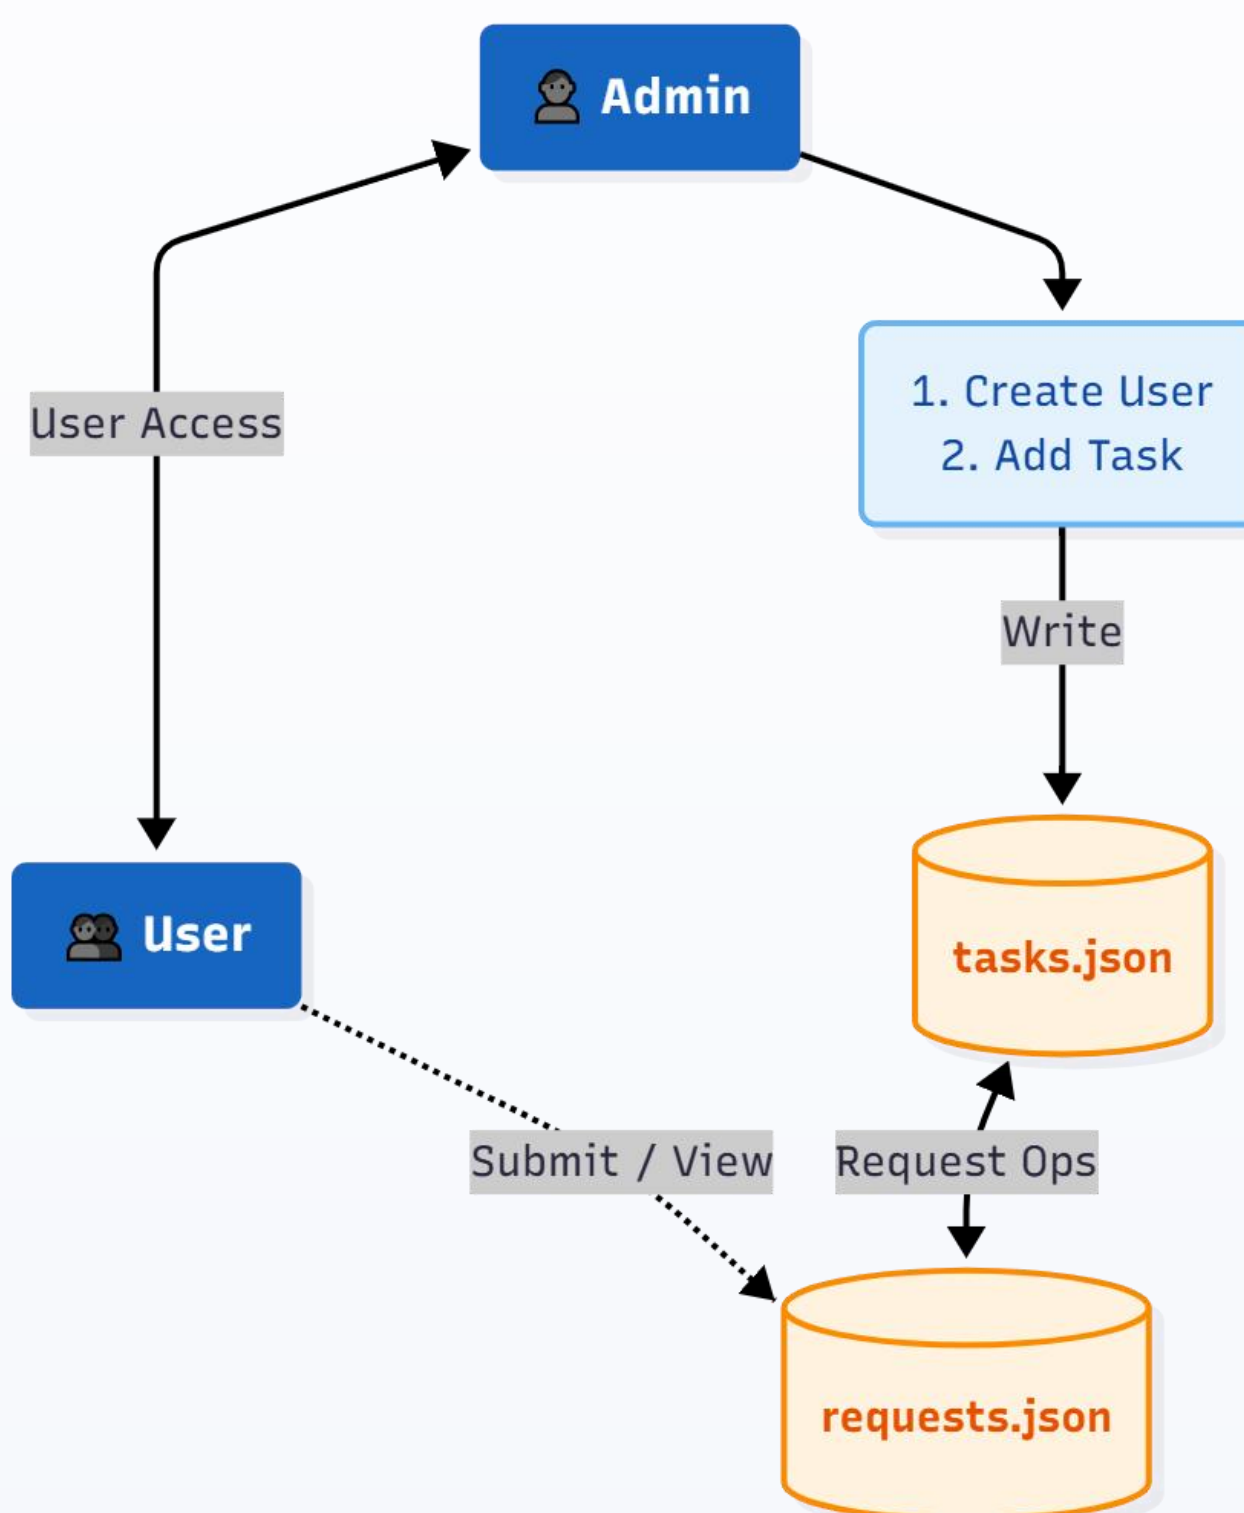 Admin
User Access
1. Create User
2. Add Task
Write
User
tasks.json
Submit / View
Request Ops
requests.json